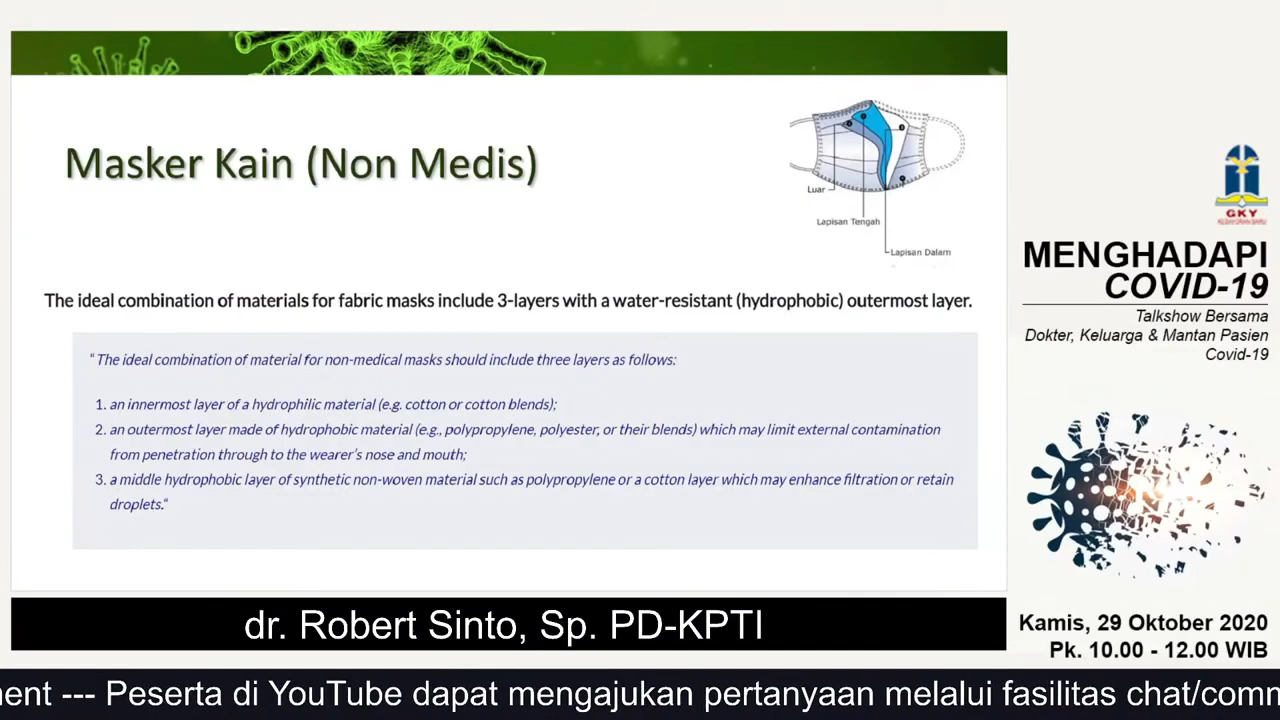 Masker Kain (Non Medis)
Luar
Lapisan Tengah
Lapisan Dalam
The ideal combination of materials for fabric masks include 3-layers with a water-resistant (hydrophobic) outermost layer.
“The ideal combination of material for non-medical masks should include three layers as follows:
1. an innermost layer of a hydrophilic material (e.g. cotton or cotton blends);
2. an outermost layer made of hydrophobic material (e.g., polypropylene, polyester, or their blends) which may limit external contamination
from penetration through to the wearer’s nose and mouth;
3. a middle hydrophobic layer of synthetic non-woven material such as polypropylene or a cotton layer which may enhance filtration or retain
droplets.“
GKY
KEBAYORAN BARU
MENGHADAPI
COVID-19
Talkshow Bersama
Dokter, Keluarga & Mantan Pasien
Covid-19
Kamis, 29 Oktober 2020
Pk. 10.00 - 12.00 WIB
dr. Robert Sinto, Sp. PD-KPTI
nent --- Peserta di YouTube dapat mengajukan pertanyaan melalui fasilitas chat/comm